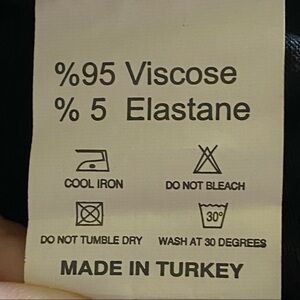 %95 Viscose
% 5 Elastane
COOL IRON DO NOT BLEACH
30°
DO NOT TUMBLE DRY WASH AT 30 DEGREES
MADE IN TURKEY